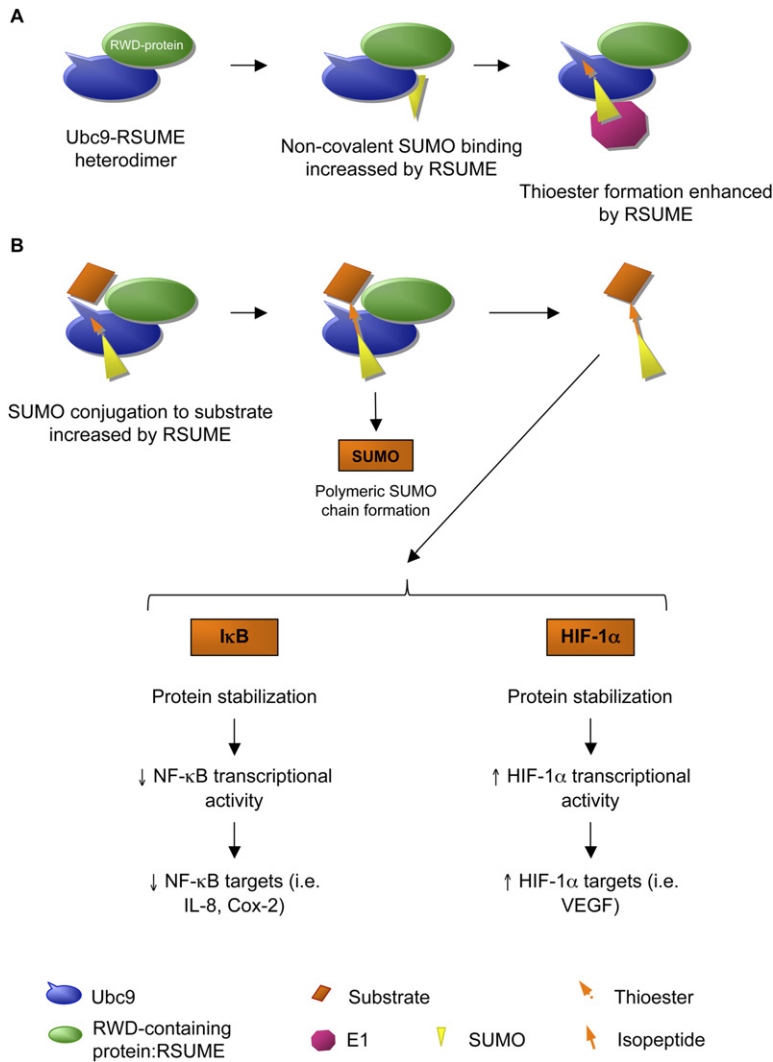 A
RWD-protein
Ubc9-RSUME
heterodimer
Non-covalent SUMO binding
increassed by RSUME
Thioester formation enhanced
by RSUME
B
SUMO conjugation to substrate
increased by RSUME
SUMO
Polymeric SUMO
chain formation
IκB
HIF-1α
Protein stabilization
Protein stabilization
↓ NF-κB transcriptional
activity
↑ HIF-1α transcriptional
activity
↓ NF-κB targets (i.e.
IL-8, Cox-2)
↑ HIF-1α targets (i.e.
VEGF)
Ubc9
Substrate
Thioester
RWD-containing
protein:RSUME
E1
SUMO
Isopeptide